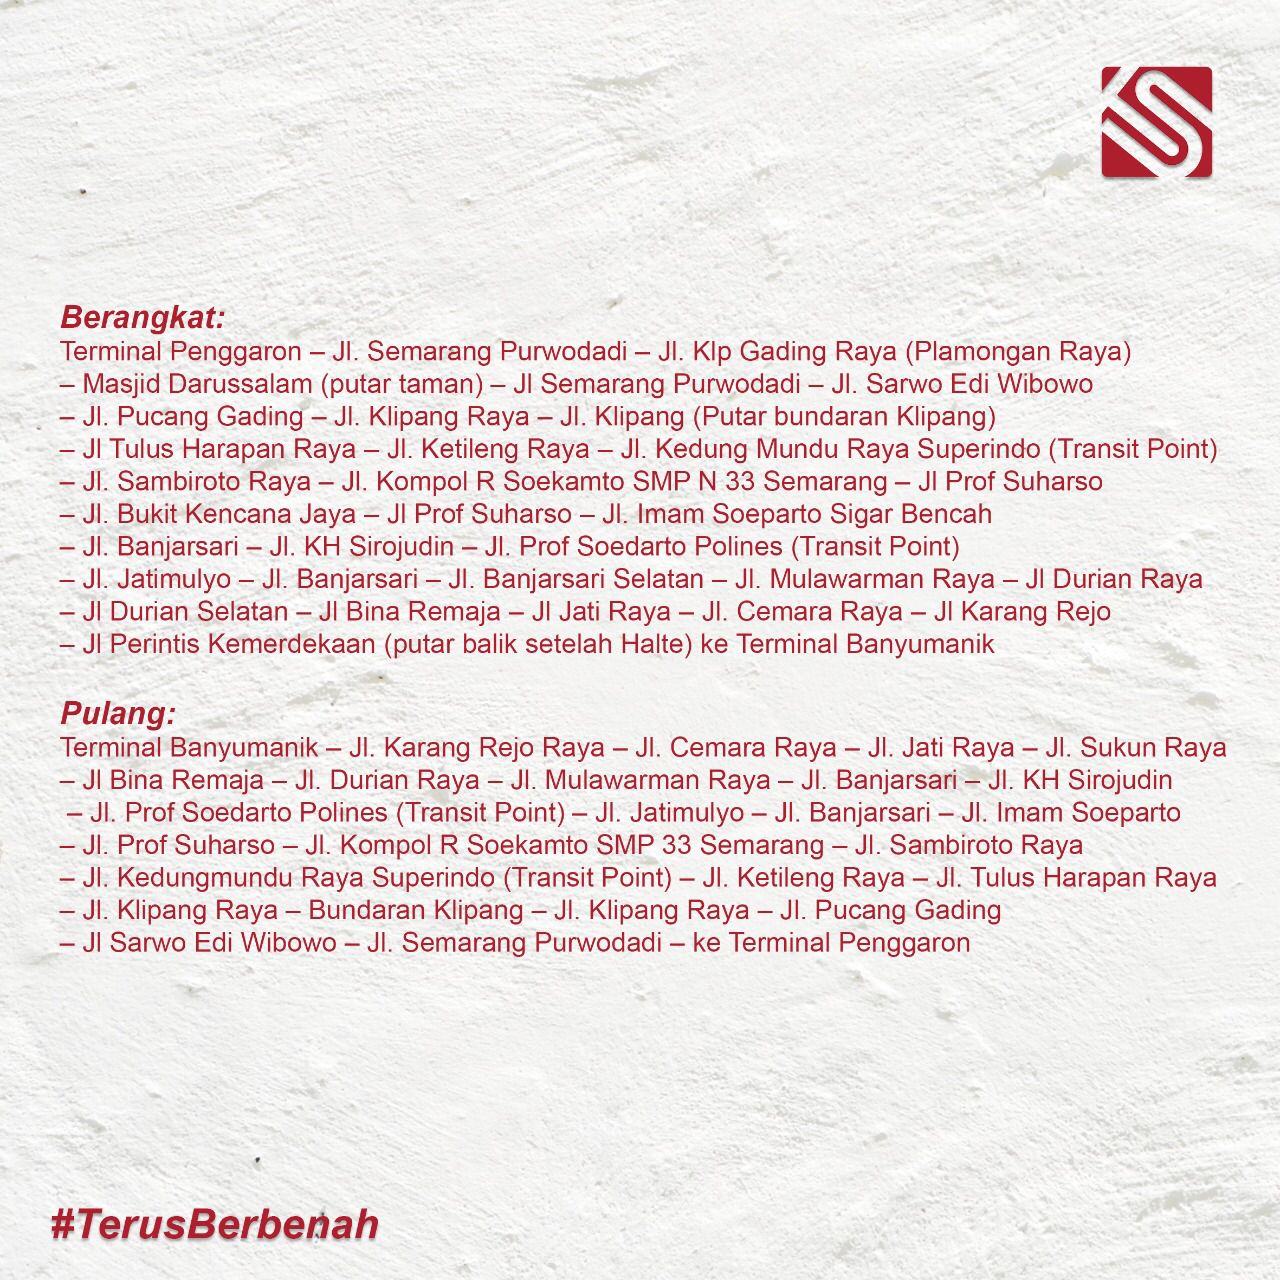 Berangkat:
Terminal Penggaron – Jl. Semarang Purwodadi – Jl. Klp Gading Raya (Plamongan Raya)
– Masjid Darussalam (putar taman) – Jl Semarang Purwodadi – Jl. Sarwo Edi Wibowo
– Jl. Pucang Gading – Jl. Klipang Raya – Jl. Klipang (Putar bundaran Klipang)
– Jl Tulus Harapan Raya – Jl. Ketileng Raya – Jl. Kedung Mundu Raya Superindo (Transit Point)
– Jl. Sambiroto Raya – Jl. Kompol R Soekamto SMP N 33 Semarang – Jl Prof Suharso
– Jl. Bukit Kencana Jaya – Jl Prof Suharso – Jl. Imam Soeparto Sigar Bencah
– Jl. Banjarsari – Jl. KH Sirojudin – Jl. Prof Soedarto Polines (Transit Point)
– Jl. Jatimulyo – Jl. Banjarsari – Jl. Banjarsari Selatan – Jl. Mulawarman Raya – Jl Durian Raya
– Jl Durian Selatan – Jl Bina Remaja – Jl Jati Raya – Jl. Cemara Raya – Jl Karang Rejo
– Jl Perintis Kemerdekaan (putar balik setelah Halte) ke Terminal Banyumanik
Pulang:
Terminal Banyumanik – Jl. Karang Rejo Raya – Jl. Cemara Raya – Jl. Jati Raya – Jl. Sukun Raya
– Jl Bina Remaja – Jl. Durian Raya – Jl. Mulawarman Raya – Jl. Banjarsari – Jl. KH Sirojudin
– Jl. Prof Soedarto Polines (Transit Point) – Jl. Jatimulyo – Jl. Banjarsari – Jl. Imam Soeparto
– Jl. Prof Suharso – Jl. Kompol R Soekamto SMP 33 Semarang – Jl. Sambiroto Raya
– Jl. Kedungmundu Raya Superindo (Transit Point) – Jl. Ketileng Raya – Jl. Tulus Harapan Raya
– Jl. Klipang Raya – Bundaran Klipang – Jl. Klipang Raya – Jl. Pucang Gading
– Jl Sarwo Edi Wibowo – Jl. Semarang Purwodadi – ke Terminal Penggaron
#TerusBerbenah